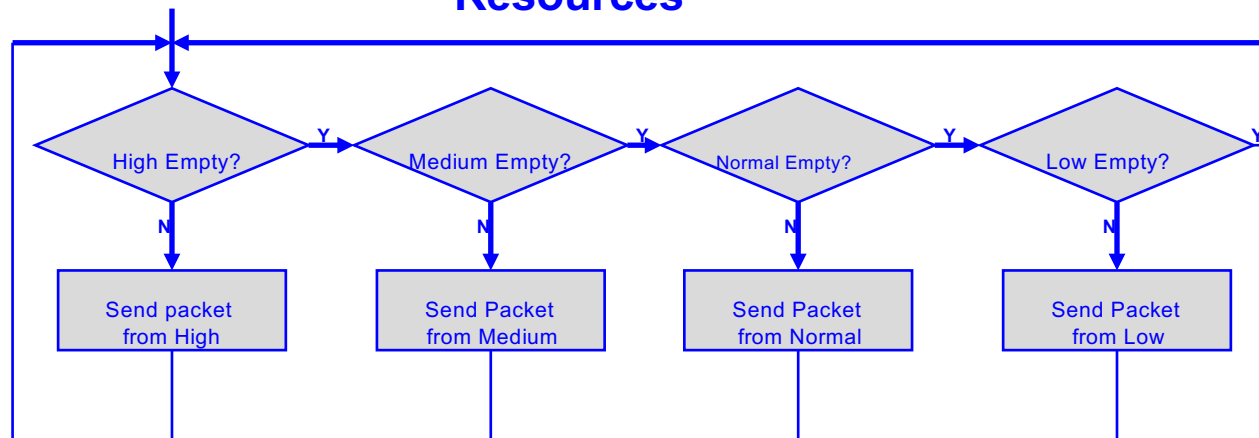 Resources
Y
Y
Y
Y
High Empty?
Medium Empty?
Normal Empty?
Low Empty?
N
N
N
N
Send packet
from High
Send Packet
from Medium
Send Packet
from Normal
Send Packet
from Low